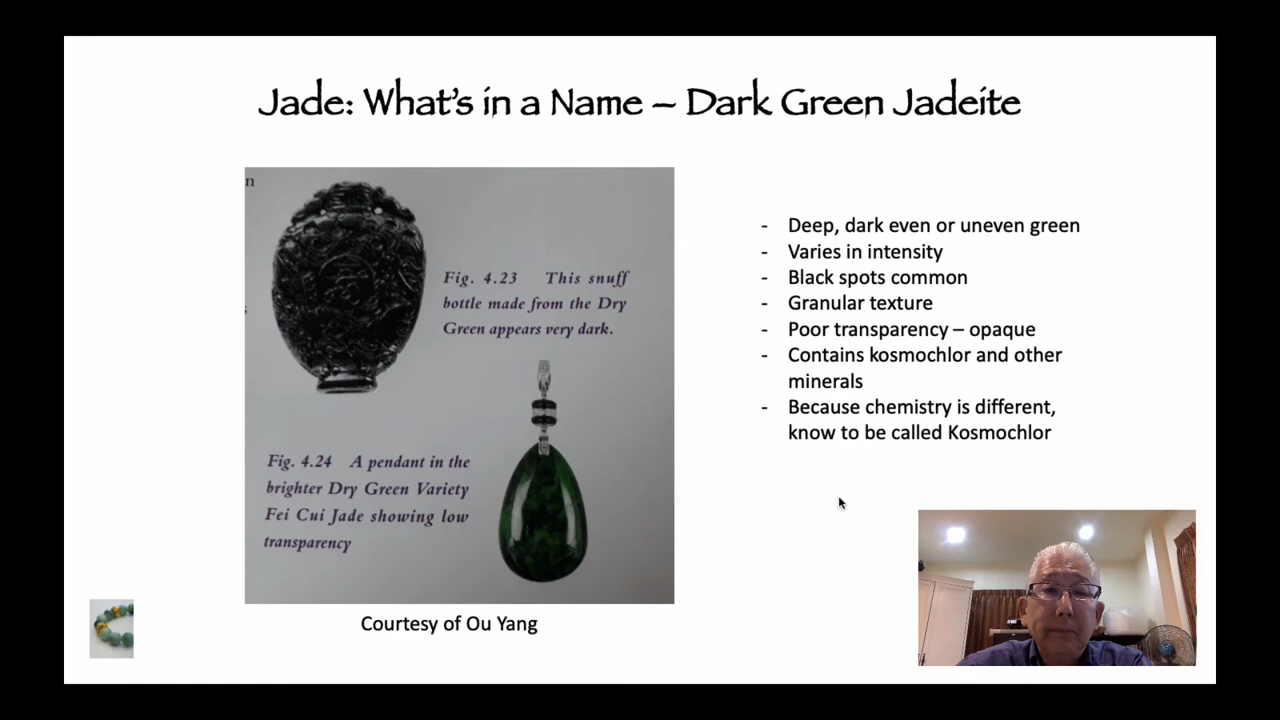 Jade: What's in a Name – Dark Green Jadeite
n
Fig. 4.23 This snuff
bottle made from the Dry
Green appears very dark.
s
Fig. 4.24 A pendant in the
brighter Dry Green Variety
Fei Cui Jade showing low
transparency
Courtesy of Ou Yang
- Deep, dark even or uneven green
- Varies in intensity
- Black spots common
- Granular texture
- Poor transparency – opaque
- Contains kosmochlor and other
minerals
- Because chemistry is different,
know to be called Kosmochlor